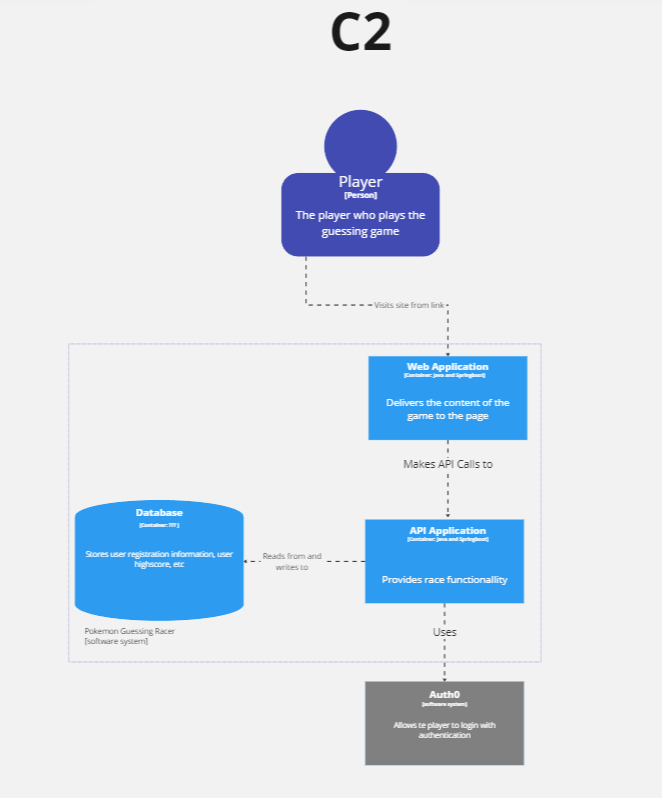 C2
Player
[Person]
The player who plays the
guessing game
Visits site from link
Web Application
[Container: Java and Springboot]
Delivers the content of the
game to the page
Makes API Calls to
Database
[Container: ???]
Stores user registration information, user
highscore, etc
Reads from and
writes to
API Application
[Container: Java and Springboot]
Provides race functionallity
Pokemon Guessing Racer
[software system]
Uses
Auth0
[software system]
Allows te player to login with
authentication